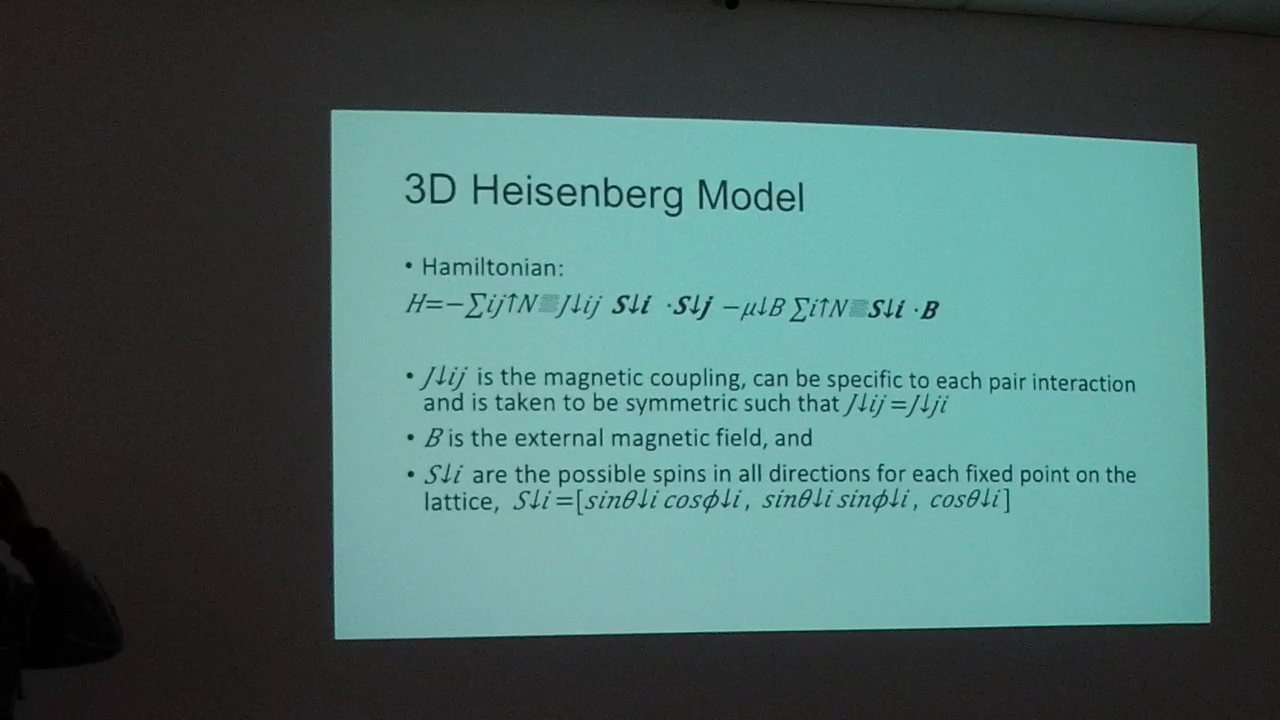 3D Heisenberg Model
• Hamiltonian:
H=−∑ij↑N▒J↓ij S↓i ·S↓j −μ↓B ∑i↑N▒S↓i ·B
• J↓ij is the magnetic coupling, can be specific to each pair interaction
and is taken to be symmetric such that J↓ij=J↓ji
• B is the external magnetic field, and
• S↓i are the possible spins in all directions for each fixed point on the
lattice, S↓i=[sinθ↓i cosϕ↓i, sinθ↓i sinϕ↓i, cosθ↓i]